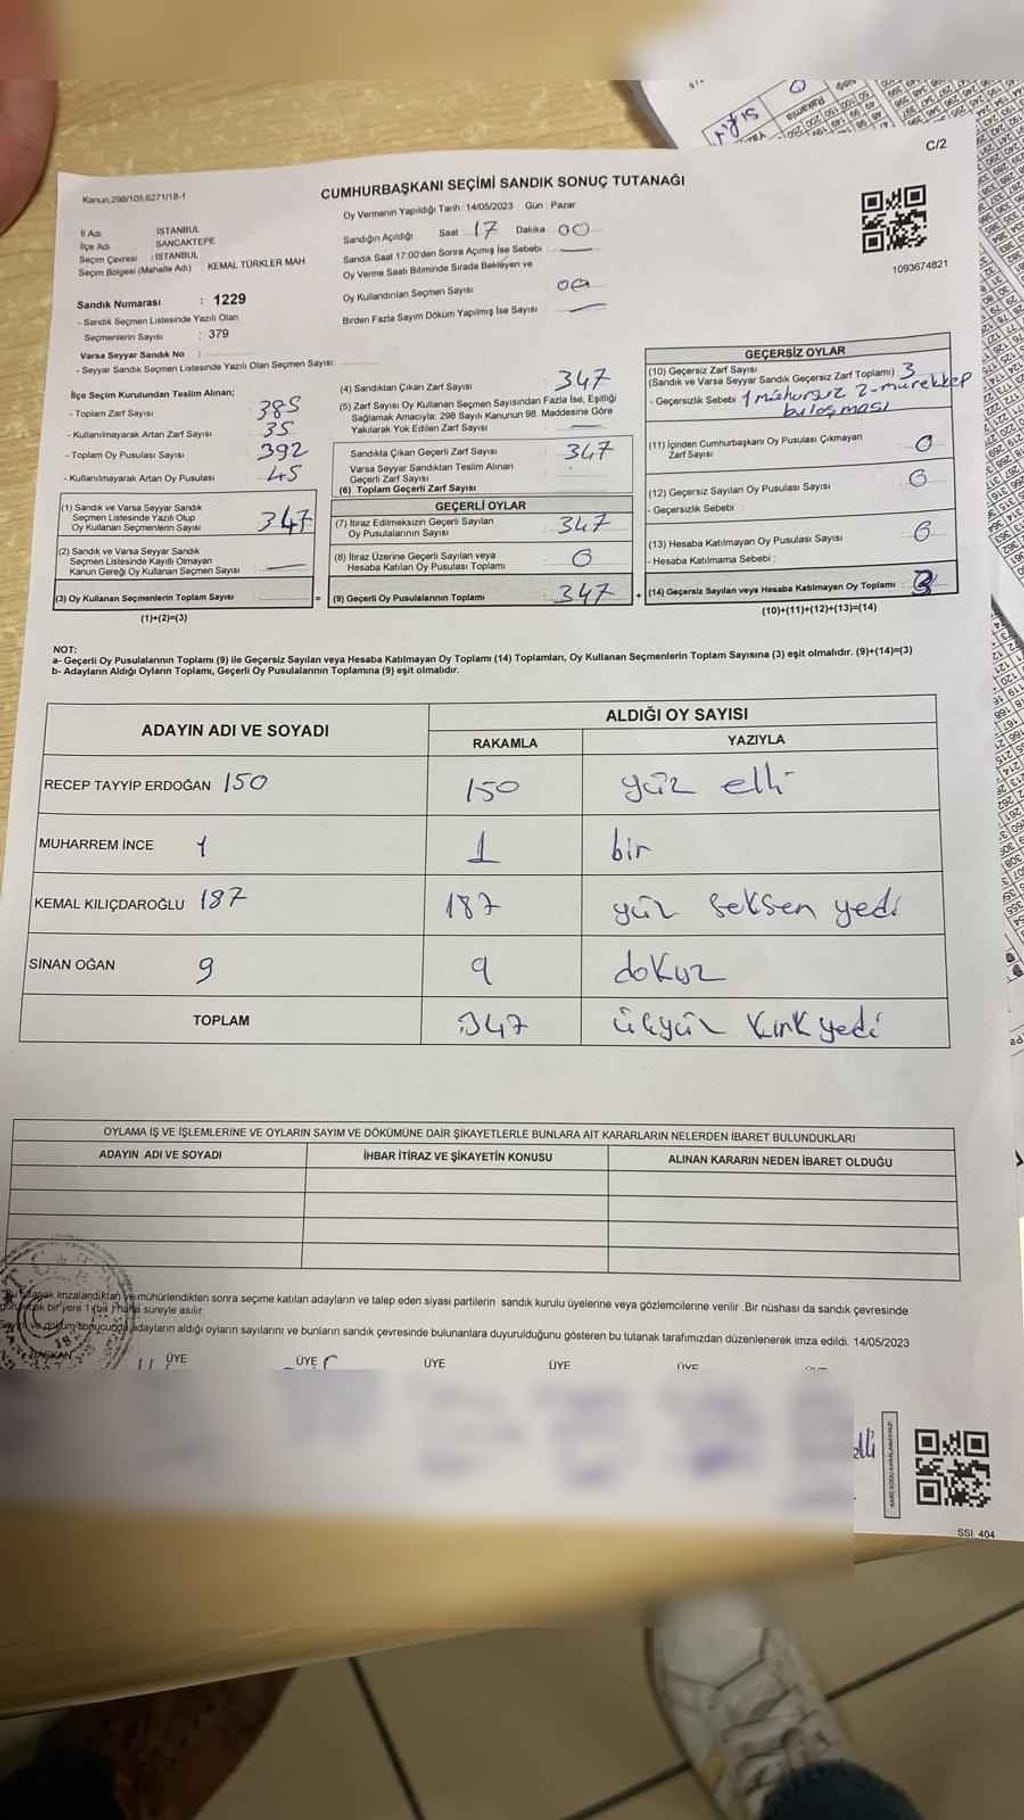 C/2
Kanun,298/105,6271/18-1
CUMHURBAŞKANI SEÇİMİ SANDIK SONUÇ TUTANAĞI
Oy Vermenin Yapıldığı Tarih: 14/05/2023 Gün : Pazar
İl Adı : İSTANBUL
İlçe Adı : SANCAKTEPE
Seçim Çevresi : İSTANBUL
Seçim Bölgesi (Mahalle Adı) : KEMAL TÜRKLER MAH.
Sandık Numarası : 1229
- Sandık Seçmen Listesinde Yazılı Olan
Seçmenlerin Sayısı : 379
Varsa Seyyar Sandık No :
- Seyyar Sandık Seçmen Listesinde Yazılı Olan Seçmen Sayısı:
Sandığın Açıldığı Saat 17 Dakika 00
Sandık Saat 17:00'den Sonra Açılmış İse Sebebi
Oy Verme Saati Bitiminde Sırada Bekleyen ve
Oy Kullandırılan Seçmen Sayısı
Birden Fazla Sayım Döküm Yapılmış İse Sayısı
1093674821
İlçe Seçim Kurulundan Teslim Alınan;
- Toplam Zarf Sayısı 385
- Kullanılmayarak Artan Zarf Sayısı 35
- Toplam Oy Pusulası Sayısı 392
- Kullanılmayarak Artan Oy Pusulası 45
(1) Sandık ve Varsa Seyyar Sandık
Seçmen Listesinde Yazılı Olup
Oy Kullanan Seçmenlerin Sayısı 347
(2) Sandık ve Varsa Seyyar Sandık
Seçmen Listesinde Kayıtlı Olmayan
Kanun Gereği Oy Kullanan Seçmen Sayısı
(3) Oy Kullanan Seçmenlerin Toplam Sayısı =
(1)+(2)=(3)
(4) Sandıktan Çıkan Zarf Sayısı 347
(5) Zarf Sayısı Oy Kullanan Seçmen Sayısından Fazla İse, Eşitliği
Sağlamak Amacıyla; 298 Sayılı Kanunun 98. Maddesine Göre
Yakılarak Yok Edilen Zarf Sayısı
Sandıkta Çıkan Geçerli Zarf Sayısı 347
Varsa Seyyar Sandıktan Teslim Alınan
Geçerli Zarf Sayısı
(6) Toplam Geçerli Zarf Sayısı
GEÇERLİ OYLAR
(7) İtiraz Edilmeksizin Geçerli Sayılan
Oy Pusulalarının Sayısı 347
(8) İtiraz Üzerine Geçerli Sayılan veya
Hesaba Katılan Oy Pusulası Toplamı 0
(9) Geçerli Oy Pusulalarının Toplamı 347 +
GEÇERSİZ OYLAR
(10) Geçersiz Zarf Sayısı
(Sandık ve Varsa Seyyar Sandık Geçersiz Zarf Toplamı) 3
- Geçersizlik Sebebi 1 mühürsüz 2-mürekkep
bulaşması
(11) İçinden Cumhurbaşkanı Oy Pusulası Çıkmayan
Zarf Sayısı 0
(12) Geçersiz Sayılan Oy Pusulası Sayısı 0
- Geçersizlik Sebebi :
(13) Hesaba Katılmayan Oy Pusulası Sayısı 0
- Hesaba Katılmama Sebebi :
(14) Geçersiz Sayılan veya Hesaba Katılmayan Oy Toplamı 3
(10)+(11)+(12)+(13)=(14)
NOT:
a- Geçerli Oy Pusulalarının Toplamı (9) ile Geçersiz Sayılan veya Hesaba Katılmayan Oy Toplamı (14) Toplamları, Oy Kullanan Seçmenlerin Toplam Sayısına (3) eşit olmalıdır. (9)+(14)=(3)
b- Adayların Aldığı Oyların Toplamı, Geçerli Oy Pusulalarının Toplamına (9) eşit olmalıdır.
ADAYIN ADI VE SOYADI
ALDIĞI OY SAYISI
RAKAMLA YAZIYLA
RECEP TAYYİP ERDOĞAN 150 150 yüz elli
MUHARREM İNCE 1 1 bir
KEMAL KILIÇDAROĞLU 187 187 yüz seksen yedi
SİNAN OĞAN 9 9 dokuz
TOPLAM 347 üçyüz kırkyedi
OYLAMA İŞ VE İŞLEMLERİNE VE OYLARIN SAYIM VE DÖKÜMÜNE DAİR ŞİKAYETLERLE BUNLARA AİT KARARLARIN NELERDEN İBARET BULUNDUKLARI
ADAYIN ADI VE SOYADI İHBAR İTİRAZ VE ŞİKAYETİN KONUSU ALINAN KARARIN NEDEN İBARET OLDUĞU
imzalandıktan ve mühürlendikten sonra seçime katılan adayların ve talep eden siyasi partilerin sandık kurulu üyelerine veya gözlemcilerine verilir .Bir nüshası da sandık çevresinde
bir yere 1 (bir) hafta süreyle asılır.
adayların aldığı oyların sayılarını ve bunların sandık çevresinde bulunanlara duyurulduğunu gösteren bu tutanak tarafımızdan düzenlenerek imza edildi. 14/05/2023
BAŞKAN ÜYE ÜYE ÜYE ÜYE ÜYE
elli
SSI 404